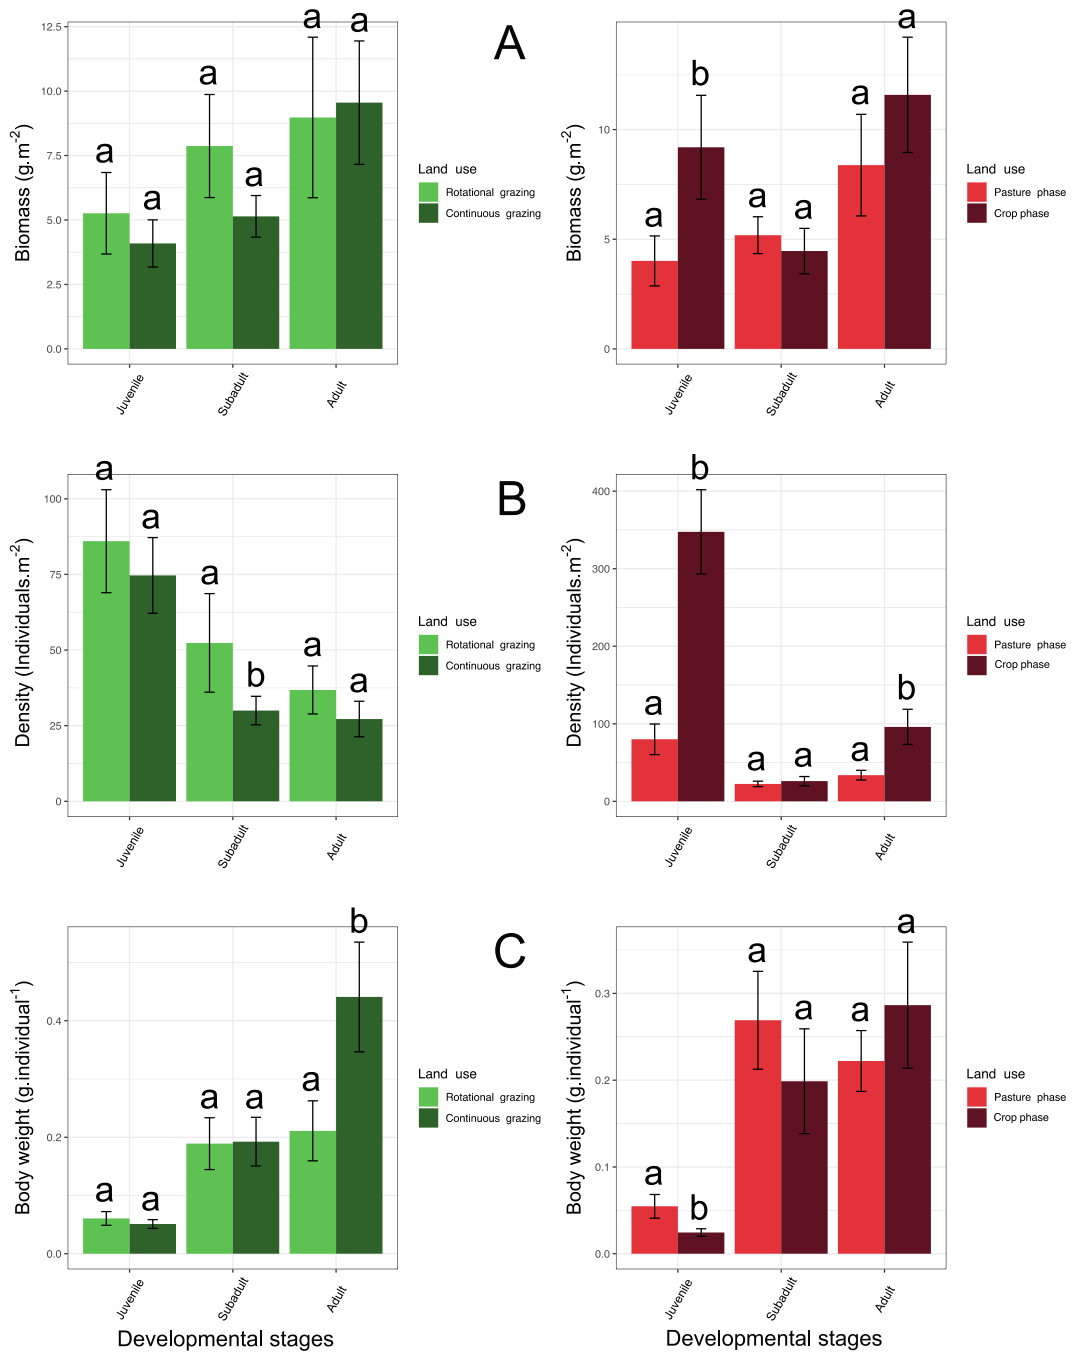 A
Biomass (g.m-2)
12.5
10.0
7.5
5.0
2.5
0.0
a
a
a
a
a
a
Juvenile
Subadult
Adult
Land use
Rotational grazing
Continuous grazing
Biomass (g.m-2)
10
5
0
a
b
a
a
a
a
Juvenile
Subadult
Adult
Land use
Pasture phase
Crop phase
B
Density (Individuals.m-2)
100
75
50
25
0
a
a
a
b
a
a
Juvenile
Subadult
Adult
Land use
Rotational grazing
Continuous grazing
Density (Individuals.m-2)
400
300
200
100
0
a
b
a
a
a
b
Juvenile
Subadult
Adult
Land use
Pasture phase
Crop phase
C
Body weight (g.individual-1)
0.4
0.2
0.0
a
a
a
a
a
b
Juvenile
Subadult
Adult
Developmental stages
Land use
Rotational grazing
Continuous grazing
Body weight (g.individual-1)
0.3
0.2
0.1
0.0
a
b
a
a
a
a
Juvenile
Subadult
Adult
Developmental stages
Land use
Pasture phase
Crop phase